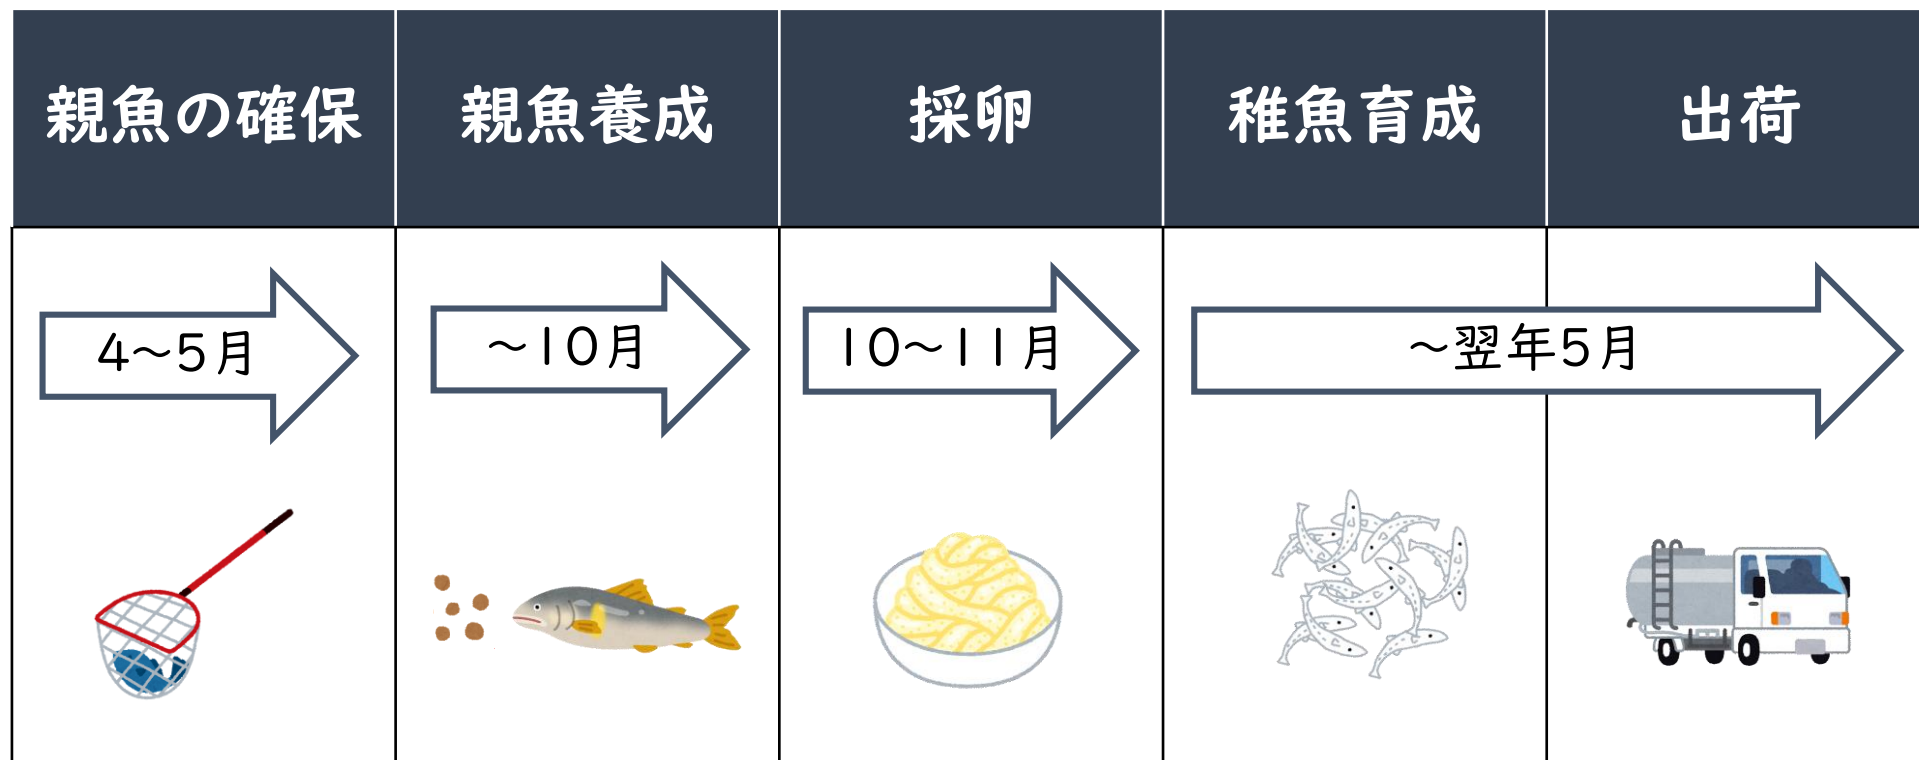 親魚の確保
親魚養成
採卵
稚魚育成
出荷
4～5月
～10月
10～11月
～翌年5月